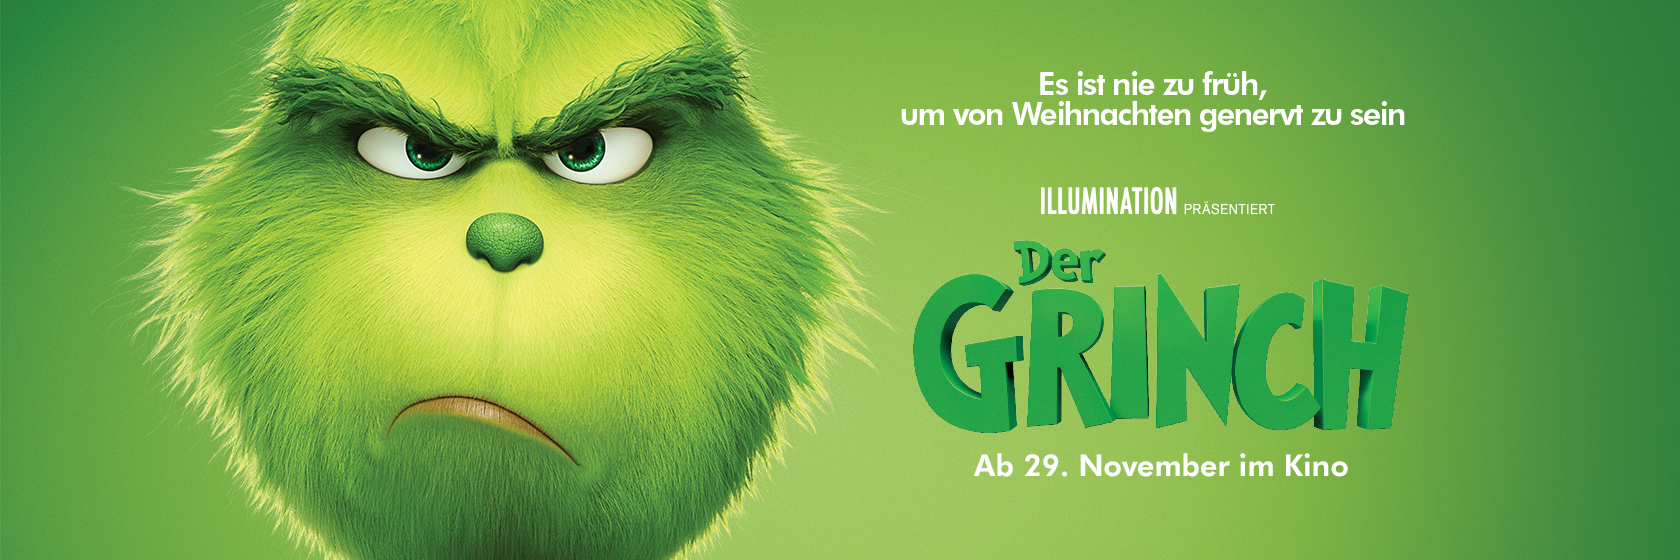 Es ist nie zu früh,
um von Weihnachten genervt zu sein
ILLUMINATION PRÄSENTIERT
Der
GRINCH
Ab 29. November im Kino